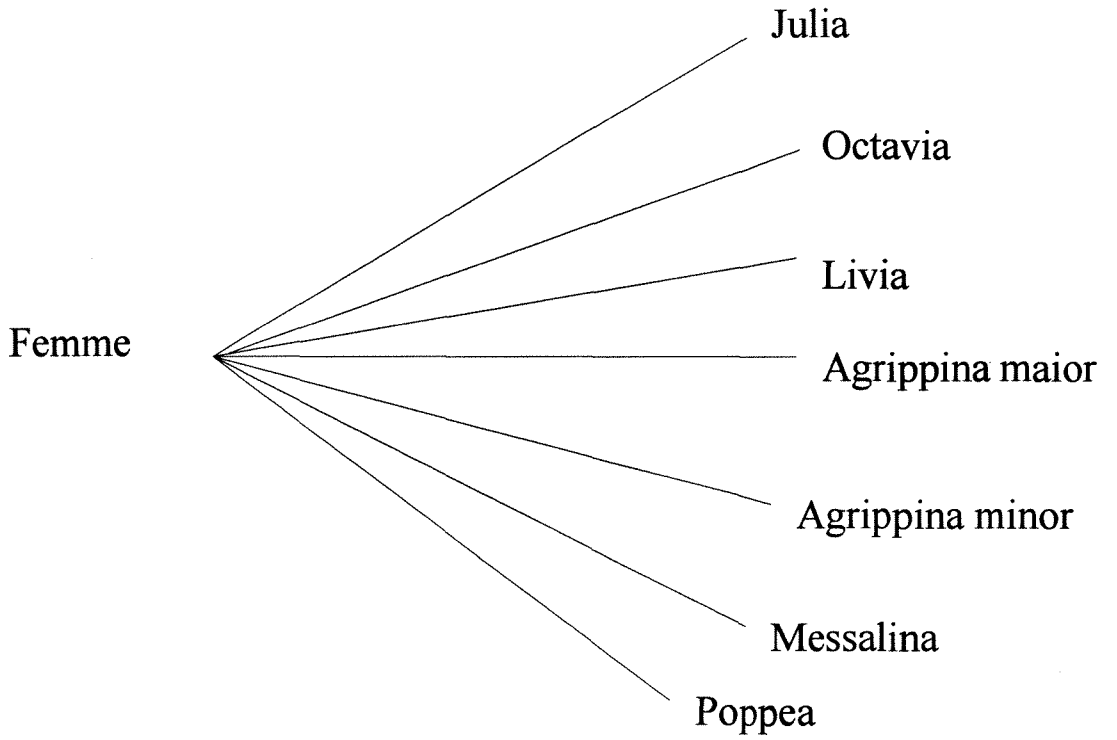 Julia
Octavia
Livia
Femme
Agrippina maior
Agrippina minor
Messalina
Poppea